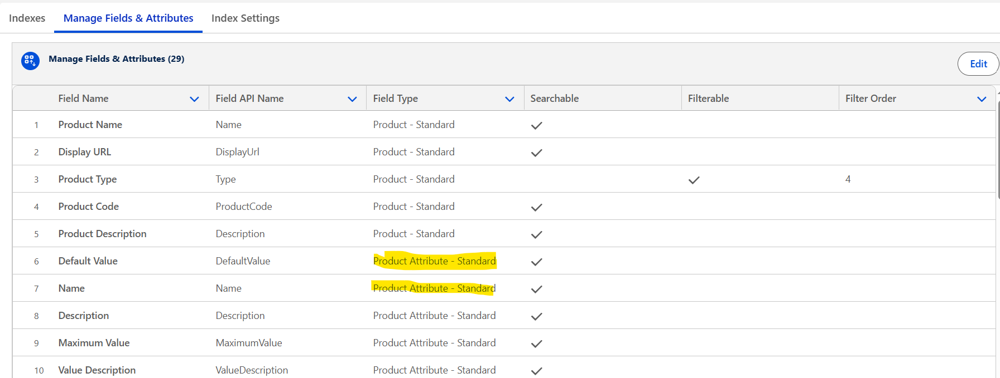 Indexes Manage Fields & Attributes Index Settings
Manage Fields & Attributes (29)
Edit
Field Name Field API Name Field Type Searchable Filterable Filter Order
1 Product Name Name Product - Standard
2 Display URL DisplayUrl Product - Standard
3 Product Type Type Product - Standard 4
4 Product Code ProductCode Product - Standard
5 Product Description Description Product - Standard
6 Default Value DefaultValue Product Attribute - Standard
7 Name Name Product Attribute - Standard
8 Description Description Product Attribute - Standard
9 Maximum Value MaximumValue Product Attribute - Standard
10 Value Description ValueDescription Product Attribute - Standard